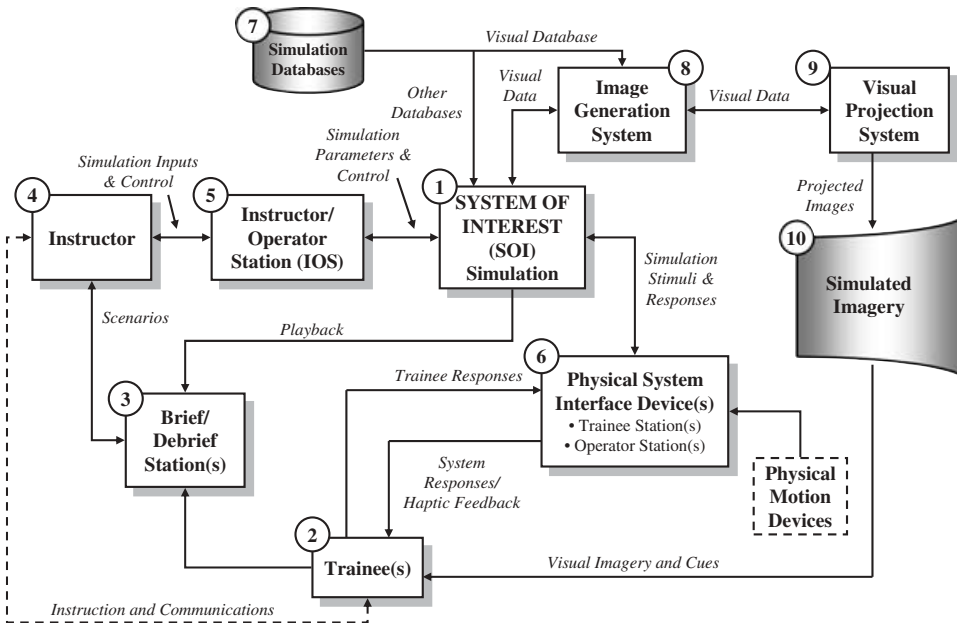 7
Simulation
Databases
Visual Database
Other
Databases
Visual
Data
8
Image
Generation
System
Visual Data
9
Visual
Projection
System
Simulation Inputs
& Control
Simulation
Parameters &
Control
4
Instructor
5
Instructor/
Operator
Station (IOS)
1
SYSTEM OF
INTEREST
(SOI)
Simulation
Projected
Images
10
Simulated
Imagery
Simulation
Stimuli &
Responses
Scenarios
Playback
3
Brief/
Debrief
Station(s)
Trainee Responses
6
Physical System
Interface Device(s)
• Trainee Station(s)
• Operator Station(s)
System
Responses/
Haptic Feedback
Physical
Motion
Devices
2
Trainee(s)
Visual Imagery and Cues
Instruction and Communications